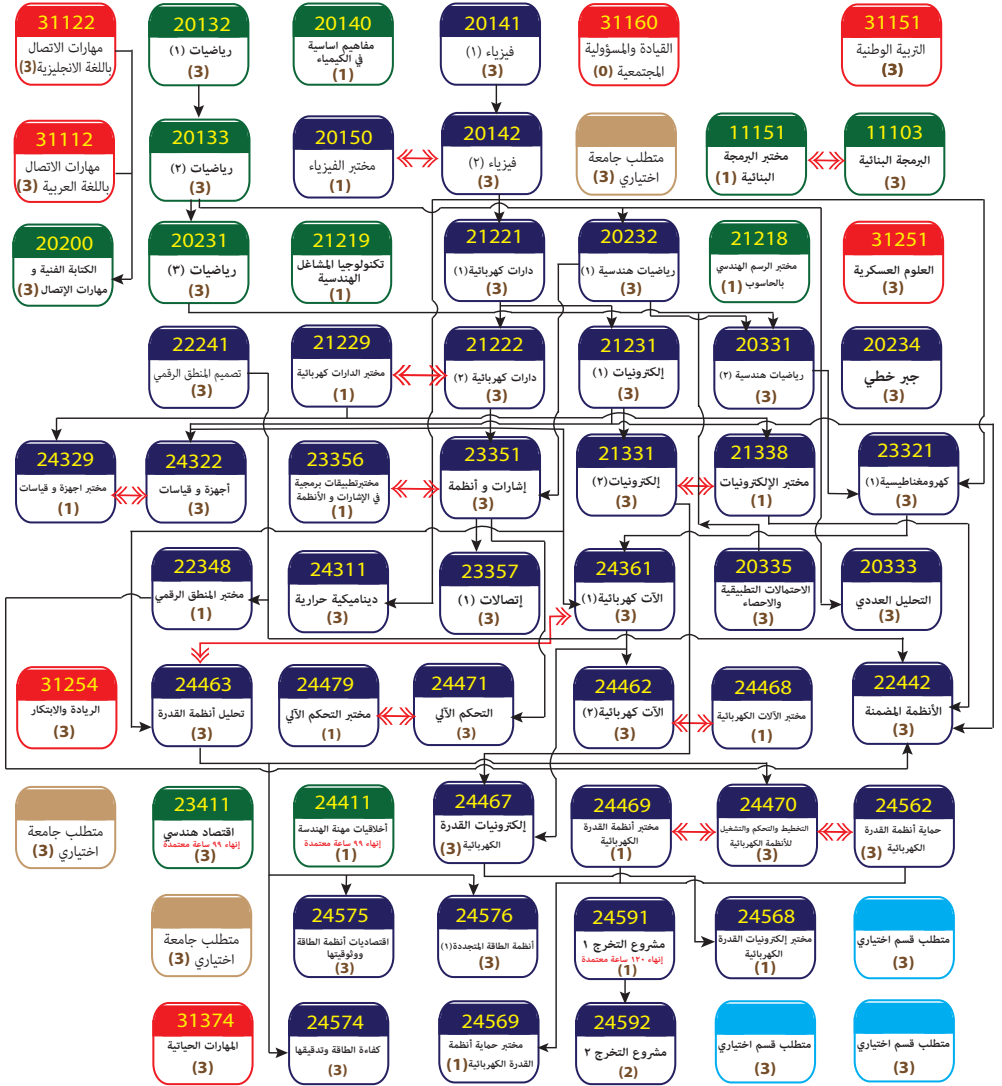 31122
مهارات الاتصال
باللغة الانجليزية(3)
20132
رياضيات (١)
(3)
20140
مفاهيم اساسية
في الكيمياء
(1)
20141
فيزياء (١)
(3)
31160
القيادة والمسؤولية
المجتمعية (0)
31151
التربية الوطنية
(3)
31112
مهارات الاتصال
باللغة العربية (3)
20133
رياضيات (٢)
(3)
20150
مختبر الفيزياء
(1)
20142
فيزياء (٢)
(3)
متطلب جامعة
اختياري (3)
11151
مختبر البرمجة
البنائية (1)
11103
البرمجة البنائية
(3)
20200
الكتابة الفنية و
مهارات الإتصال (3)
20231
رياضيات (٣)
(3)
21219
تكنولوجيا المشاغل
الهندسية
(1)
21221
دارات كهربائية(١)
(3)
20232
رياضيات هندسية (١)
(3)
21218
مختبر الرسم الهندسي
بالحاسوب (1)
31251
العلوم العسكرية
(3)
22241
تصميم المنطق الرقمي
(3)
21229
مختبر الدارات كهربائية
(1)
21222
دارات كهربائية (٢)
(3)
21231
إلكترونيات (١)
(3)
20331
رياضيات هندسية (٢)
(3)
20234
جبر خطي
(3)
24329
مختبر اجهزة و قياسات
(1)
24322
أجهزة و قياسات
(3)
23356
مختبرتطبيقات برمجية
في الإشارات و الأنظمة
(1)
23351
إشارات و أنظمة
(3)
21331
إلكترونيات (٢)
(3)
21338
مختبر الإلكترونيات
(1)
23321
كهرومغناطيسية (١)
(3)
22348
مختبر المنطق الرقمي
(1)
24311
ديناميكية حرارية
(3)
23357
إتصالات (١)
(3)
24361
الآت كهربائية(١)
(3)
20335
الاحتمالات التطبيقية
والاحصاء
(3)
20333
التحليل العددي
(3)
31254
الريادة والابتكار
(3)
24463
تحليل أنظمة القدرة
(3)
24479
مختبر التحكم الآلي
(1)
24471
التحكم الآلي
(3)
24462
الآت كهربائية(٢)
(3)
24468
مختبر الآلات الكهربائية
(1)
22442
الأنظمة المضمنة
(3)
متطلب جامعة
اختياري (3)
23411
اقتصاد هندسي
إنهاء ٩٩ ساعة معتمدة
(3)
24411
أخلاقيات مهنة الهندسة
إنهاء ٩٩ ساعة معتمدة
(1)
24467
إلكترونيات القدرة
الكهربائية (3)
24469
مختبر أنظمة القدرة
الكهربائية
(1)
24470
التخطيط والتحكم والتشغيل
للأنظمة الكهربائية
(3)
24562
حماية أنظمة القدرة
الكهربائية (3)
متطلب جامعة
اختياري (3)
24575
اقتصاديات أنظمة الطاقة
ووثوقيتها
(3)
24576
أنظمة الطاقة المتجددة(١)
(3)
24591
مشروع التخرج ١
إنهاء ١٢٠ ساعة معتمدة
(1)
24568
مختبر إلكترونيات القدرة
الكهربائية
(1)
متطلب قسم اختياري
(3)
31374
المهارات الحياتية
(3)
24574
كفاءة الطاقة وتدقيقها
(3)
24569
مختبر حماية أنظمة
القدرة الكهربائية(1)
24592
مشروع التخرج ٢
(2)
متطلب قسم اختياري
(3)
متطلب قسم اختياري
(3)